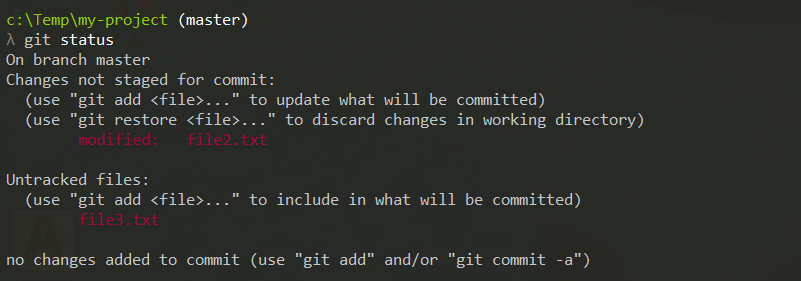 c:\Temp\my-project (master)
λ git status
On branch master
Changes not staged for commit:
  (use "git add <file>..." to update what will be committed)
  (use "git restore <file>..." to discard changes in working directory)
        modified:   file2.txt

Untracked files:
  (use "git add <file>..." to include in what will be committed)
        file3.txt

no changes added to commit (use "git add" and/or "git commit -a")